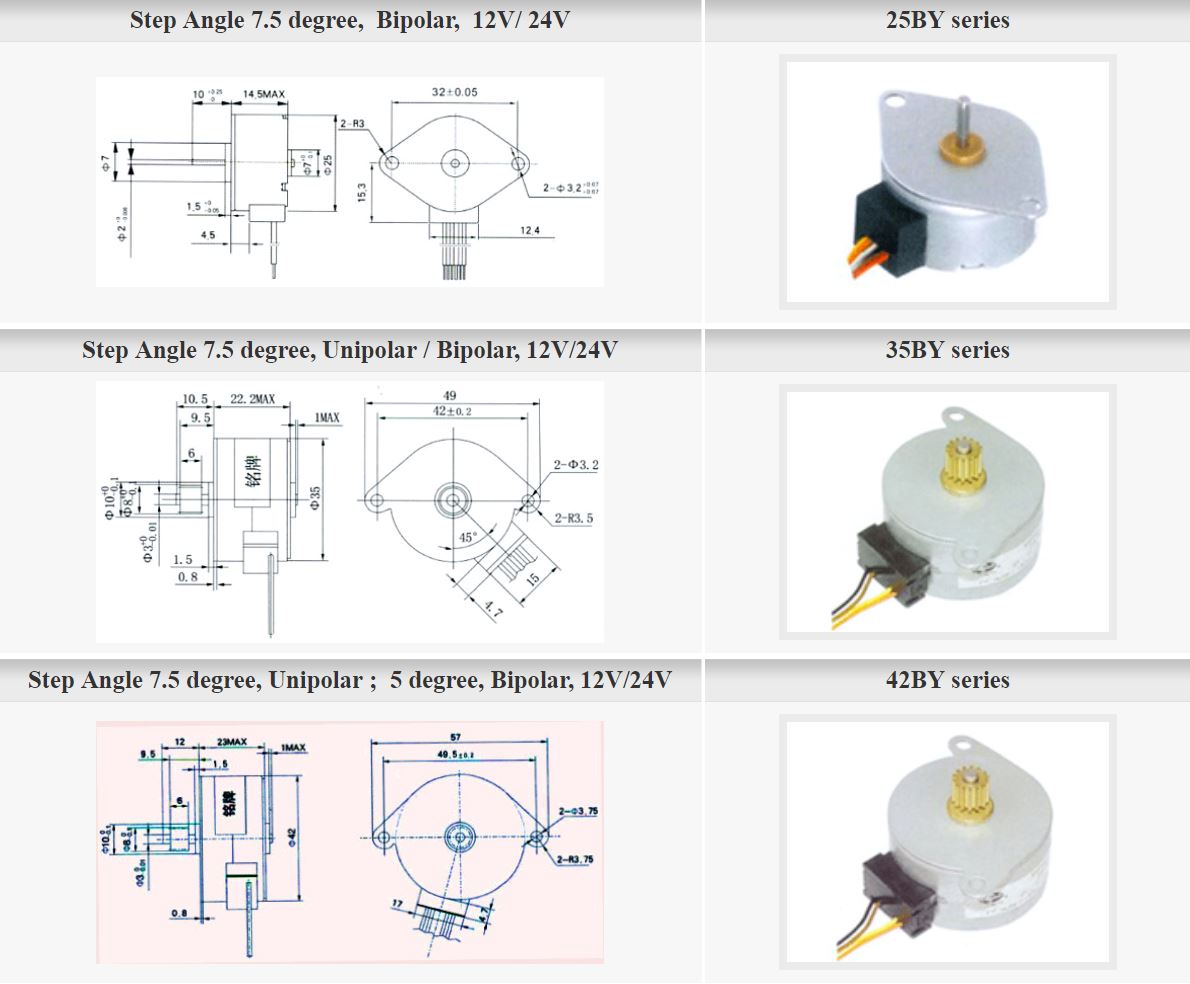 Step Angle 7.5 degree, Bipolar, 12V/ 24V
25BY series
10 +0.25 0
14.5MAX
32±0.05
2-R3
Φ7
Φ7
Φ25
15.3
2-Φ3.2 +0.07 -0.07
1.5 -0 -0.05
Φ2
4.5
12.4
Step Angle 7.5 degree, Unipolar / Bipolar, 12V/24V
35BY series
10.5
22.2MAX
49
9.5
1MAX
42±0.2
6
铭牌
2-Φ3.2
Φ10+0 -0.1
Φ8+0 -0.1
Φ35
Φ3+0 -0.01
2-R3.5
45°
1.5
0.8
15
4.7
Step Angle 7.5 degree, Unipolar ; 5 degree, Bipolar, 12V/24V
42BY series
12
23MAX
57
9.5
1MAX
49.5±0.2
1.5
6
铭牌
2-Φ3.75
Φ10
Φ8
Φ42
Φ3
2-R3.75
17
4.7
0.8